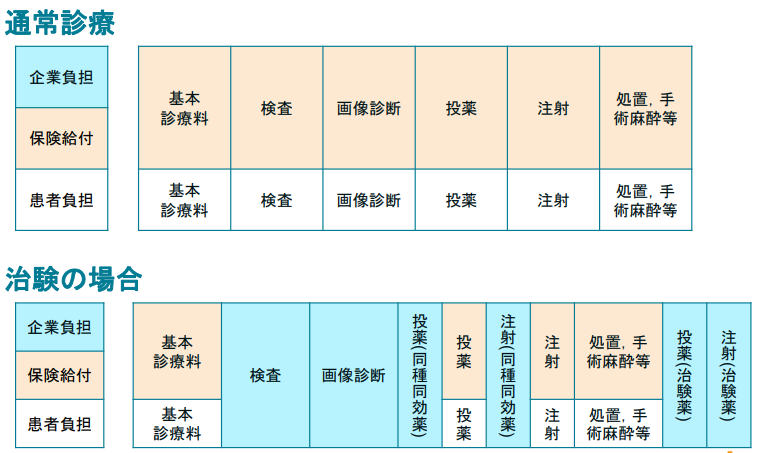 通常診療
企業負担
保険給付
患者負担
基本
診療料
検査
画像診断
投薬
注射
処置, 手
術麻酔等
基本
診療料
検査
画像診断
投薬
注射
処置, 手
術麻酔等
治験の場合
企業負担
保険給付
患者負担
基本
診療料
検査
画像診断
投薬(同種同効薬)
投薬
注射(同種同効薬)
注射
処置, 手
術麻酔等
投薬(治験薬)
注射(治験薬)
基本
診療料
投薬
注射
処置, 手
術麻酔等